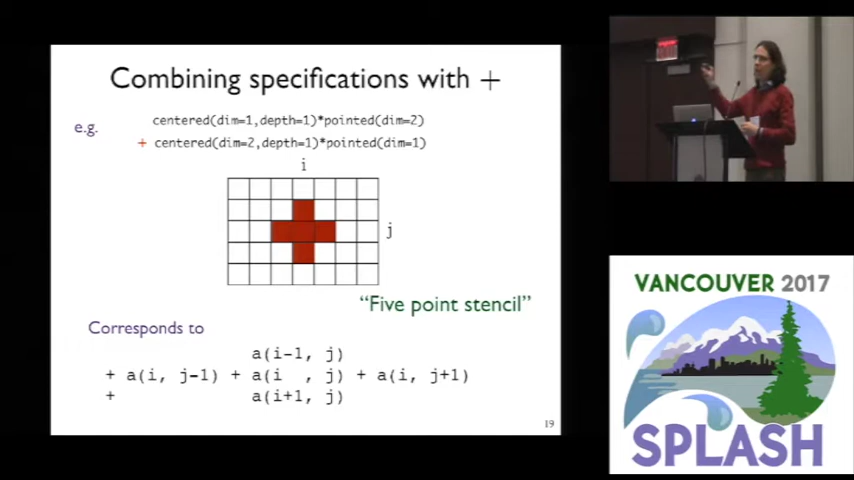 Combining specifications with +
e.g. centered(dim=1,depth=1)*pointed(dim=2)
+ centered(dim=2,depth=1)*pointed(dim=1)
i
j
“Five point stencil”
Corresponds to
a(i-1, j)
+ a(i, j-1) + a(i , j) + a(i, j+1)
+ a(i+1, j)
19
VANCOUVER 2017
SPLASH